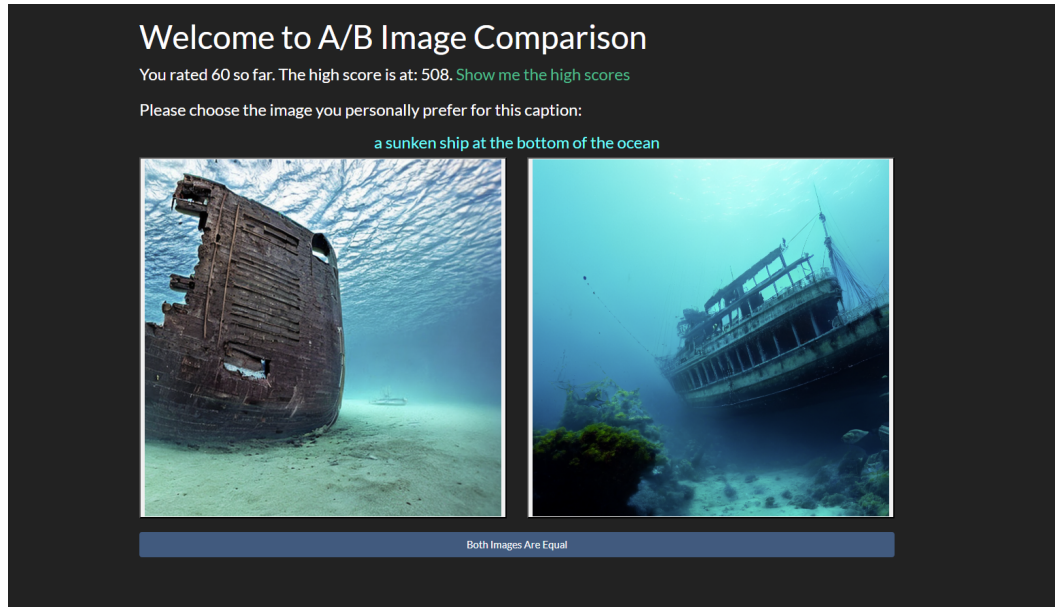 Welcome to A/B Image Comparison
You rated 60 so far. The high score is at: 508. Show me the high scores
Please choose the image you personally prefer for this caption:
a sunken ship at the bottom of the ocean
Both Images Are Equal